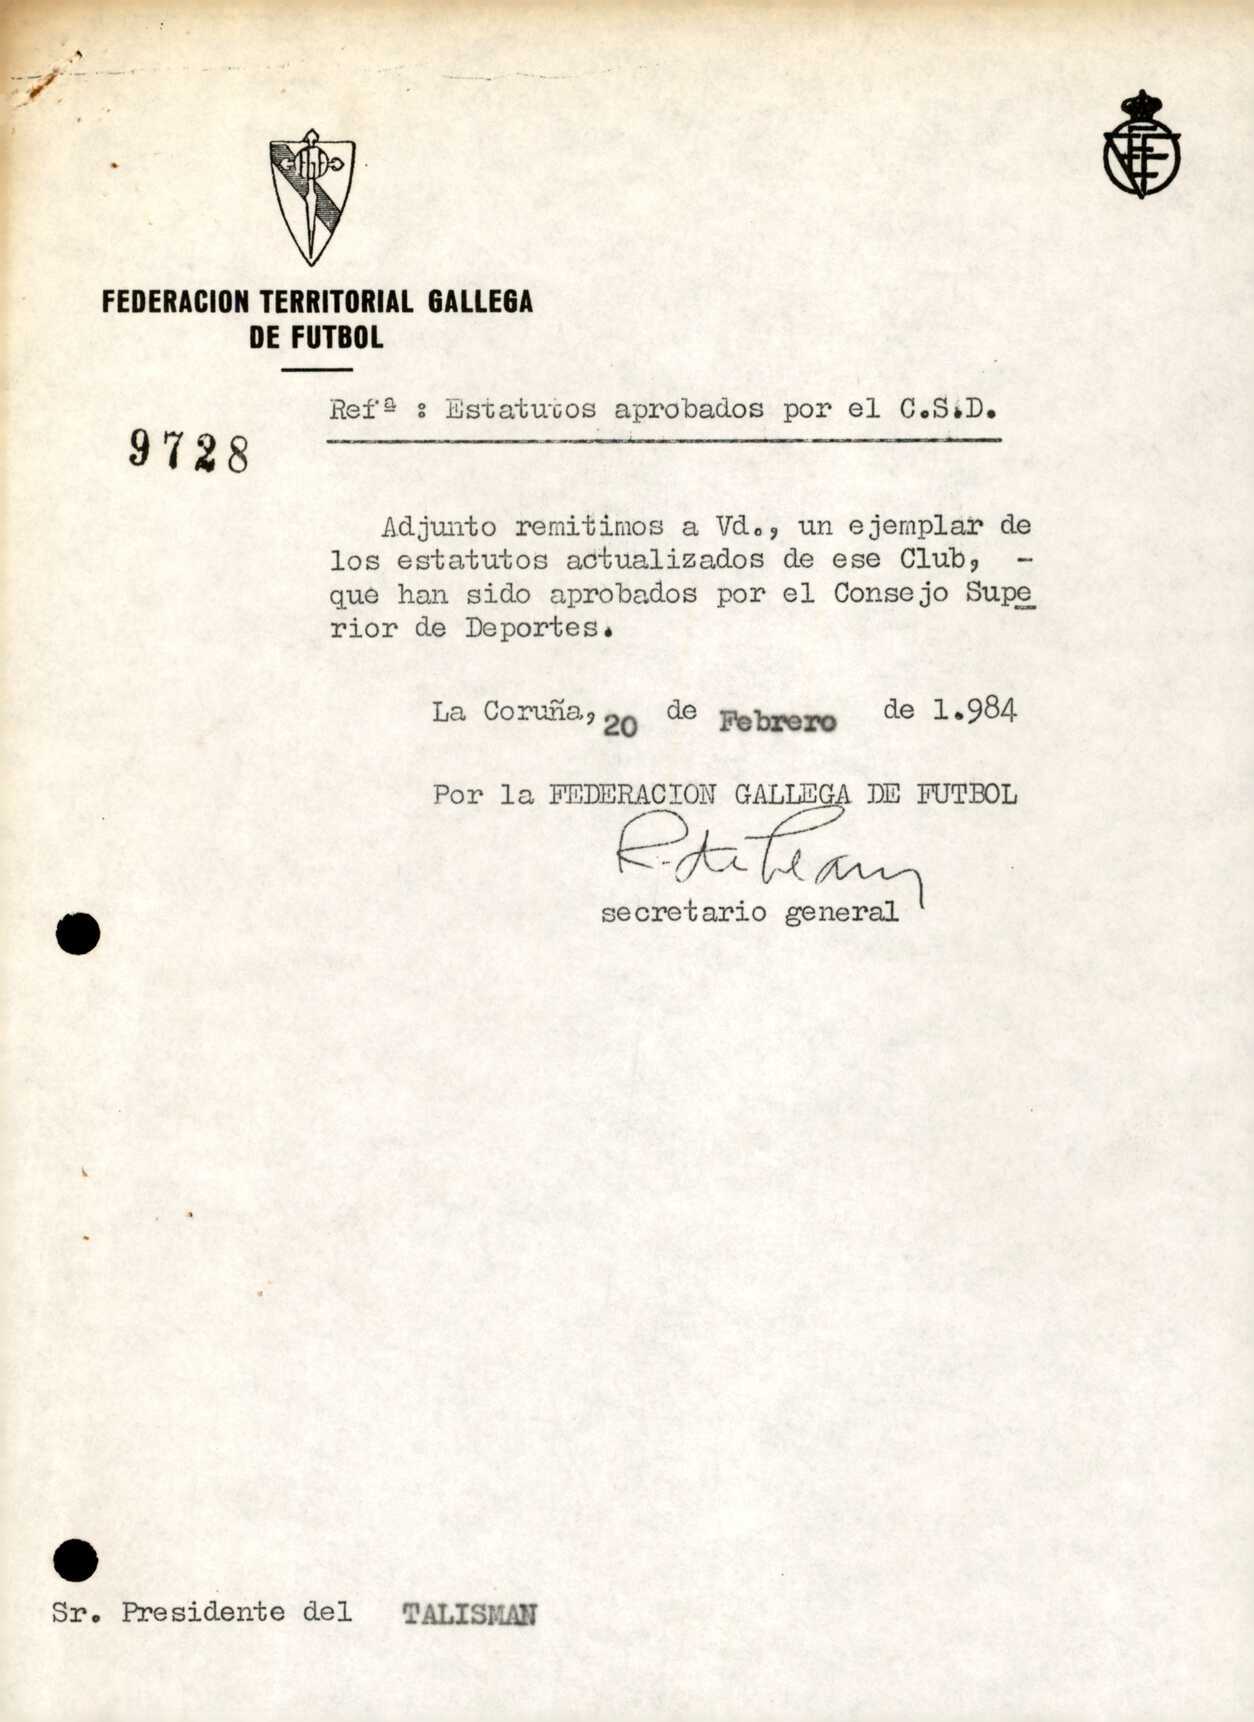 FEDERACION TERRITORIAL GALLEGA
DE FUTBOL
Refª : Estatutos aprobados por el C.S.D.
9728
Adjunto remitimos a Vd., un ejemplar de
los estatutos actualizados de ese Club, -
que han sido aprobados por el Consejo Supe
rior de Deportes.
La Coruña, 20 de Febrero de 1.984
Por la FEDERACION GALLEGA DE FUTBOL
secretario general
Sr. Presidente del TALISMAN